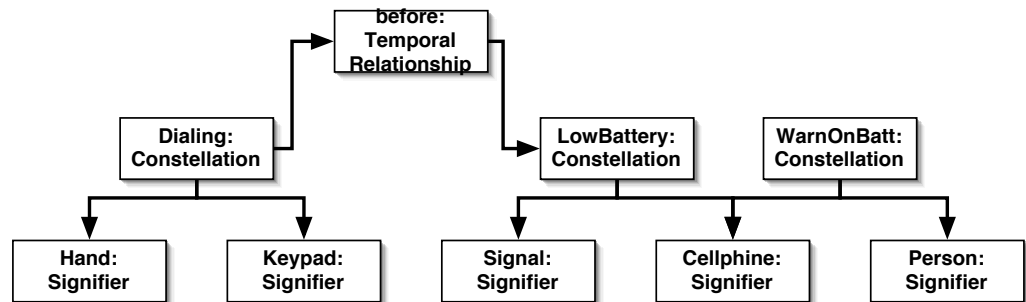 before:
Temporal
Relationship
Dialing:
Constellation
LowBattery:
Constellation
WarnOnBatt:
Constellation
Hand:
Signifier
Keypad:
Signifier
Signal:
Signifier
Cellphine:
Signifier
Person:
Signifier